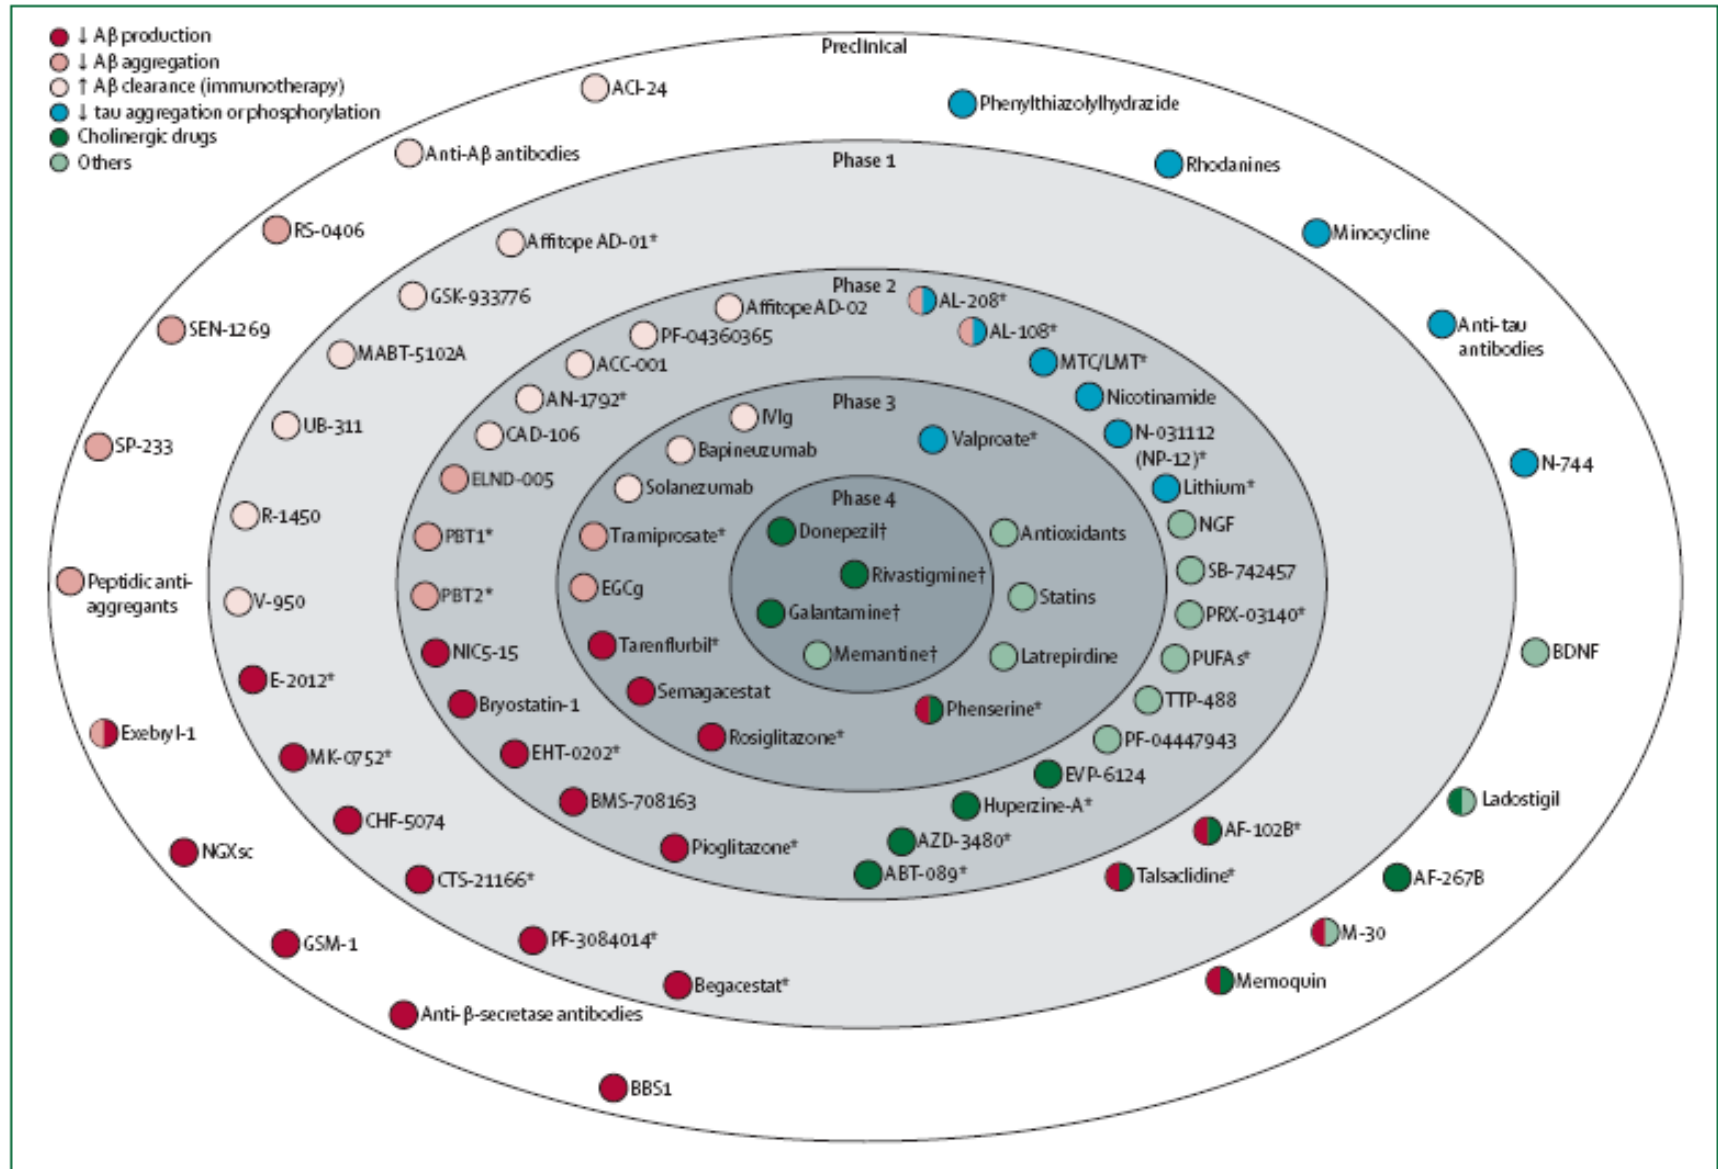 ↓ Aβ production
↓ Aβ aggregation
↑ Aβ clearance (immunotherapy)
↓ tau aggregation or phosphorylation
Cholinergic drugs
Others
Preclinical
ACI-24
Phenylthiazolylhydrazide
Anti-Aβ antibodies
Rhodanines
RS-0406
Minocycline
SEN-1269
Anti-tau
antibodies
SP-233
N-744
Peptidic anti-
aggregants
BDNF
Exebryl-1
Ladostigil
NGXsc
AF-267B
GSM-1
M-30
Memoquin
Anti-β-secretase antibodies
BBS1
Phase 1
Affitope AD-01*
GSK-933776
MABT-5102A
UB-311
R-1450
V-950
E-2012*
MK-0752*
CHF-5074
CTS-21166*
PF-3084014*
Begacestat*
AF-102B*
Talsaclidine*
Phase 2
Affitope AD-02
AL-208*
PF-04360365
AL-108*
ACC-001
MTC/LMT*
AN-1792*
Nicotinamide
CAD-106
N-031112
(NP-12)*
ELND-005
Lithium*
PBT1*
NGF
PBT2*
SB-742457
NIC5-15
PRX-03140*
Bryostatin-1
PUFAs*
EHT-0202*
TTP-488
BMS-708163
PF-04447943
Pioglitazone*
EVP-6124
Huperzine-A*
AZD-3480*
ABT-089*
Phase 3
IVIg
Valproate*
Bapineuzumab
Solanezumab
Tramiprosate*
Antioxidants
EGCg
Statins
Tarenflurbil*
Latrepirdine
Semagacestat
Phenserine*
Rosiglitazone*
Phase 4
Donepezil†
Rivastigmine†
Galantamine†
Memantine†